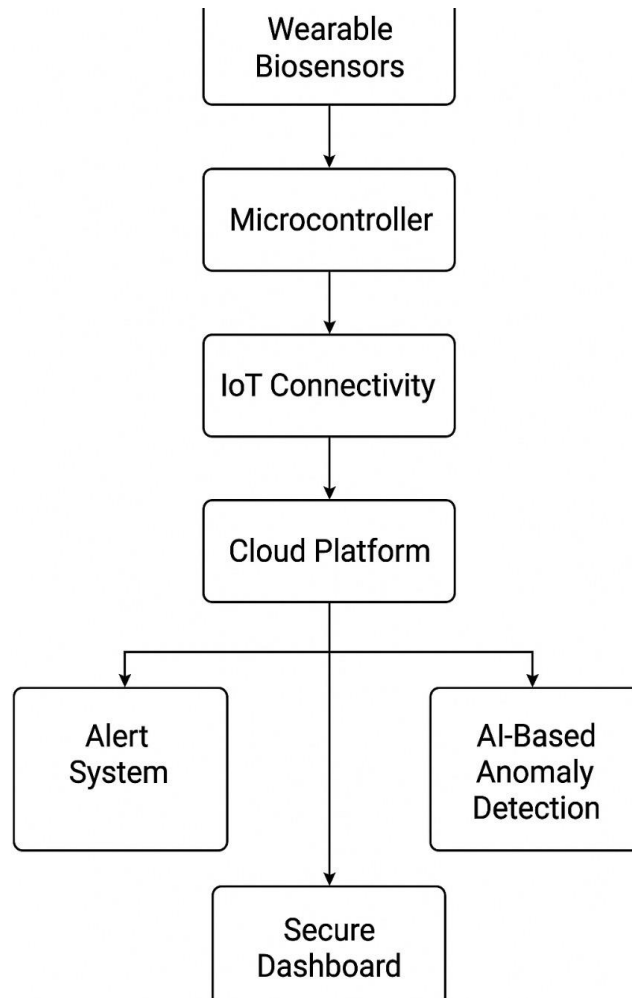 Wearable
Biosensors
Microcontroller
IoT Connectivity
Cloud Platform
Alert
System
AI-Based
Anomaly
Detection
Secure
Dashboard